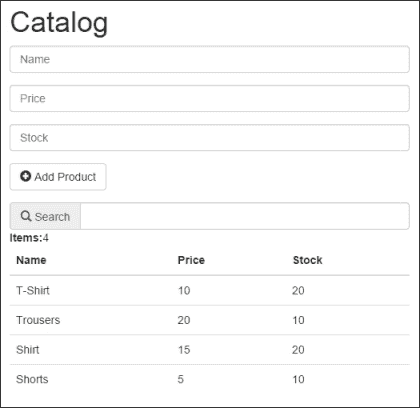 Catalog
Name
Price
Stock
Add Product
Search
Items:4
Name Price Stock
T-Shirt 10 20
Trousers 20 10
Shirt 15 20
Shorts 5 10